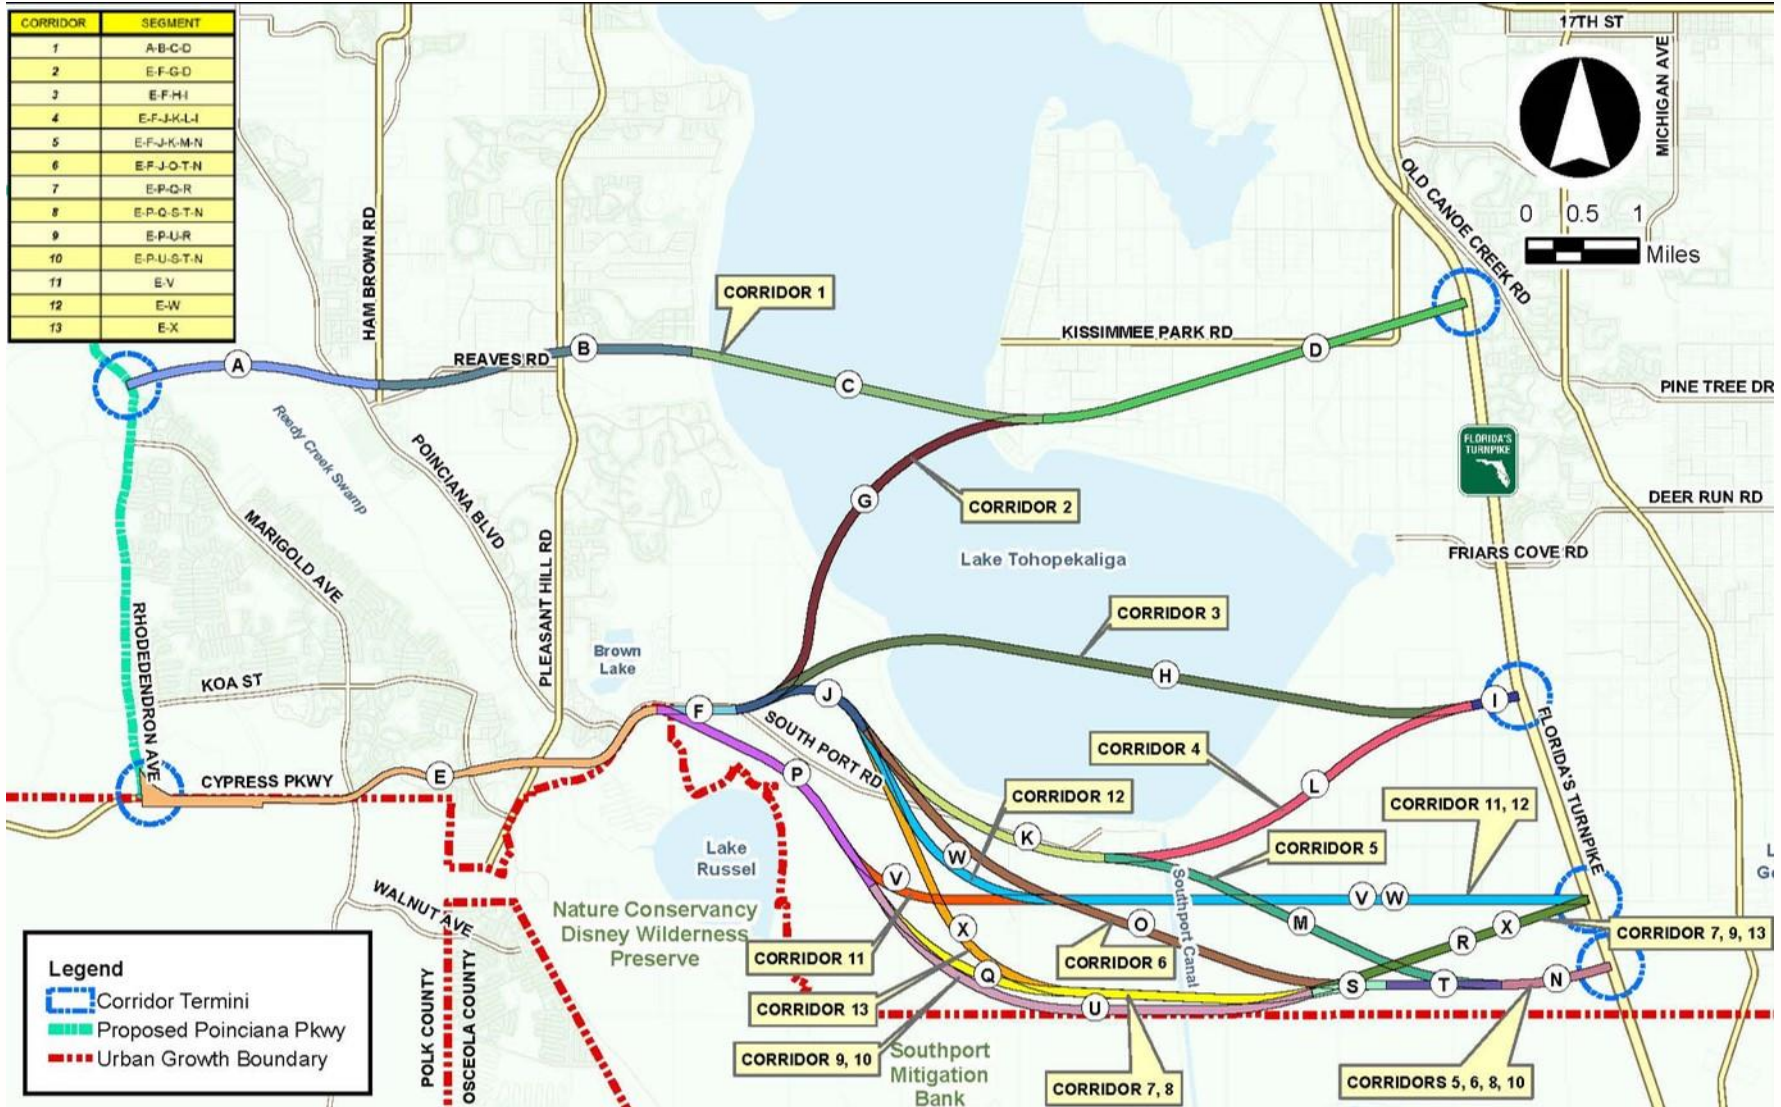 CORRIDOR SEGMENT
1 A-B-C-D
2 E-F-G-D
3 E-F-H-I
4 E-F-J-K-L-I
5 E-F-J-K-M-N
6 E-F-J-O-T-N
7 E-P-Q-R
8 E-P-Q-S-T-N
9 E-P-U-R
10 E-P-U-S-T-N
11 E-V
12 E-W
13 E-X
17TH ST
MICHIGAN AVE
OLD CANOE CREEK RD
0 0.5 1
Miles
HAM BROWN RD
CORRIDOR 1
KISSIMMEE PARK RD
REAVES RD
A
B
C
D
PINE TREE DR
Reedy Creek Swamp
POINCIANA BLVD
FLORIDA'S
TURNPIKE
G
CORRIDOR 2
DEER RUN RD
MARIGOLD AVE
PLEASANT HILL RD
Lake Tohopekaliga
FRIARS COVE RD
RHODEDENDRON AVE
CORRIDOR 3
Brown
Lake
KOA ST
H
I
F
J
SOUTH PORT RD
FLORIDA'S TURNPIKE
CORRIDOR 4
CYPRESS PKWY
E
P
L
CORRIDOR 12
CORRIDOR 11, 12
K
Lake
Russel
W
CORRIDOR 5
V
V W
WALNUT AVE
Southport Canal
Nature Conservancy
Disney Wilderness
Preserve
X
O
M
R
X
CORRIDOR 7, 9, 13
CORRIDOR 11
CORRIDOR 6
Q
S
T
N
U
CORRIDOR 13
CORRIDOR 9, 10
Southport
Mitigation
Bank
CORRIDOR 7, 8
CORRIDORS 5, 6, 8, 10
POLK COUNTY
OSCEOLA COUNTY
Legend
Corridor Termini
Proposed Poinciana Pkwy
Urban Growth Boundary